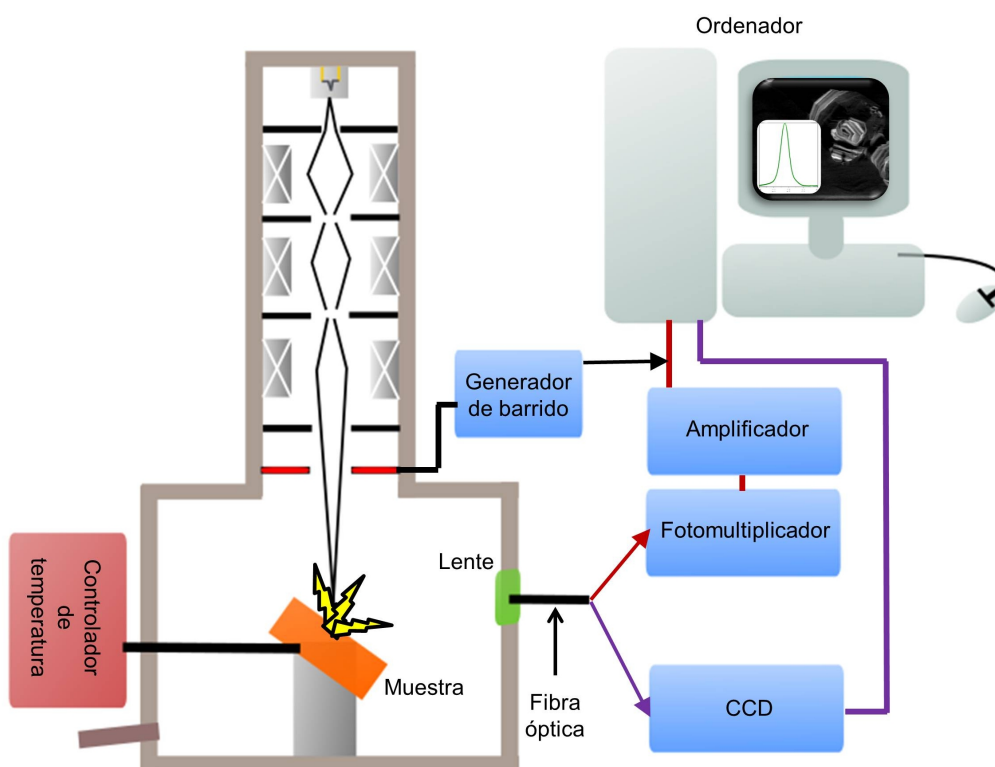 Ordenador
Generador
de barrido
Amplificador
Fotomultiplicador
Lente
Controlador
de
temperatura
Muestra
Fibra
óptica
CCD